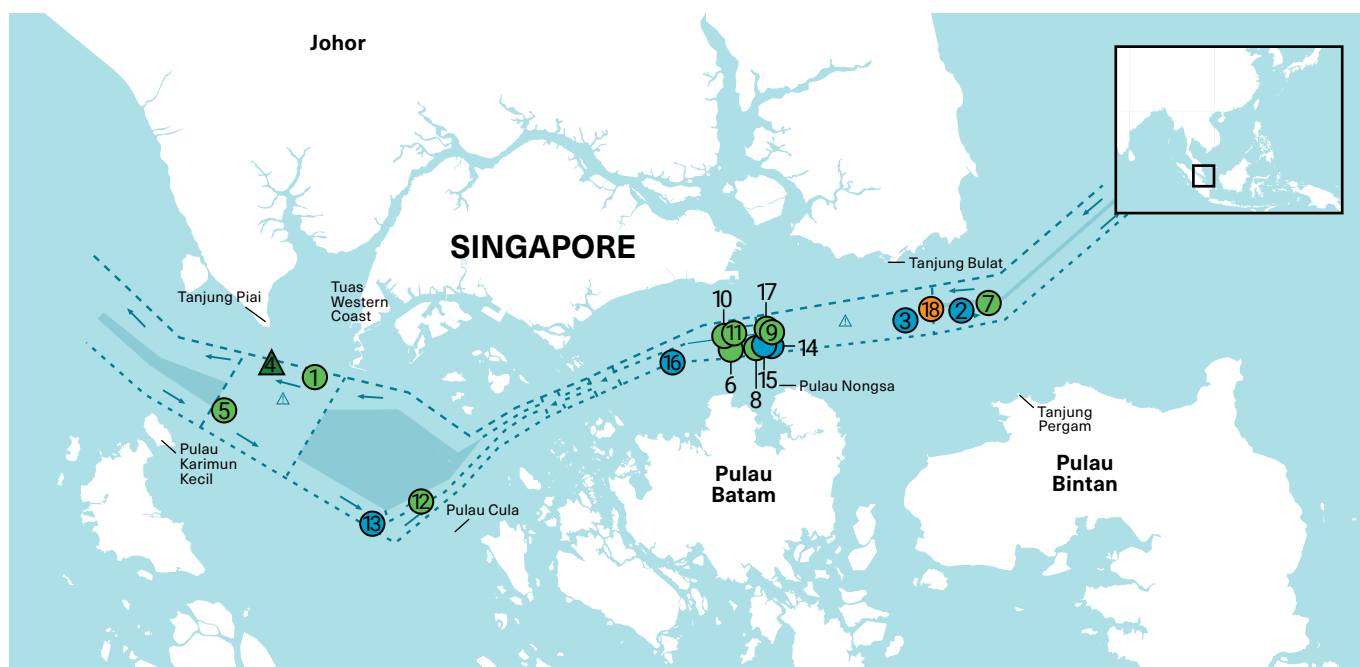 Johor
SINGAPORE
Tanjung Bulat
Tanjung Piai
Tuas
Western
Coast
17
10
18
2
7
3
11
9
14
16
4
1
6
15
8
Pulau Nongsa
5
Tanjung
Pergam
Pulau
Karimun
Kecil
Pulau
Batam
Pulau
Bintan
12
Pulau Cula
13